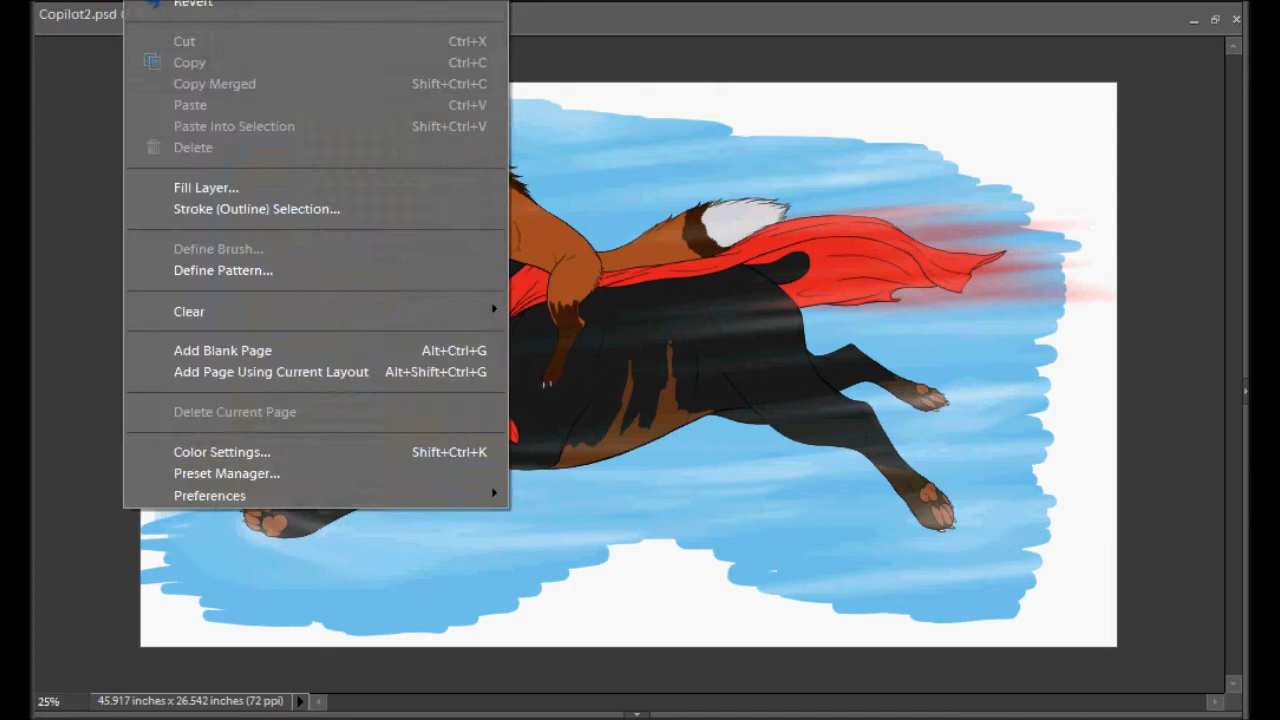 Copilot2.psd
Revert
Cut Ctrl+X
Copy Ctrl+C
Copy Merged Shift+Ctrl+C
Paste Ctrl+V
Paste Into Selection Shift+Ctrl+V
Delete
Fill Layer...
Stroke (Outline) Selection...
Define Brush...
Define Pattern...
Clear
Add Blank Page Alt+Ctrl+G
Add Page Using Current Layout Alt+Shift+Ctrl+G
Delete Current Page
Color Settings... Shift+Ctrl+K
Preset Manager...
Preferences
25% 45.917 inches x 26.542 inches (72 ppi)